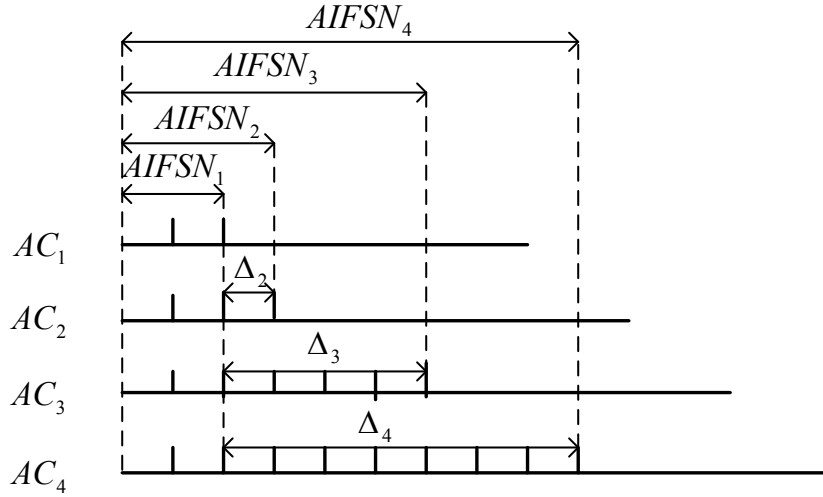 AIFSN₄
AIFSN₃
AIFSN₂
AIFSN₁
AC₁
Δ₂
AC₂
Δ₃
AC₃
Δ₄
AC₄